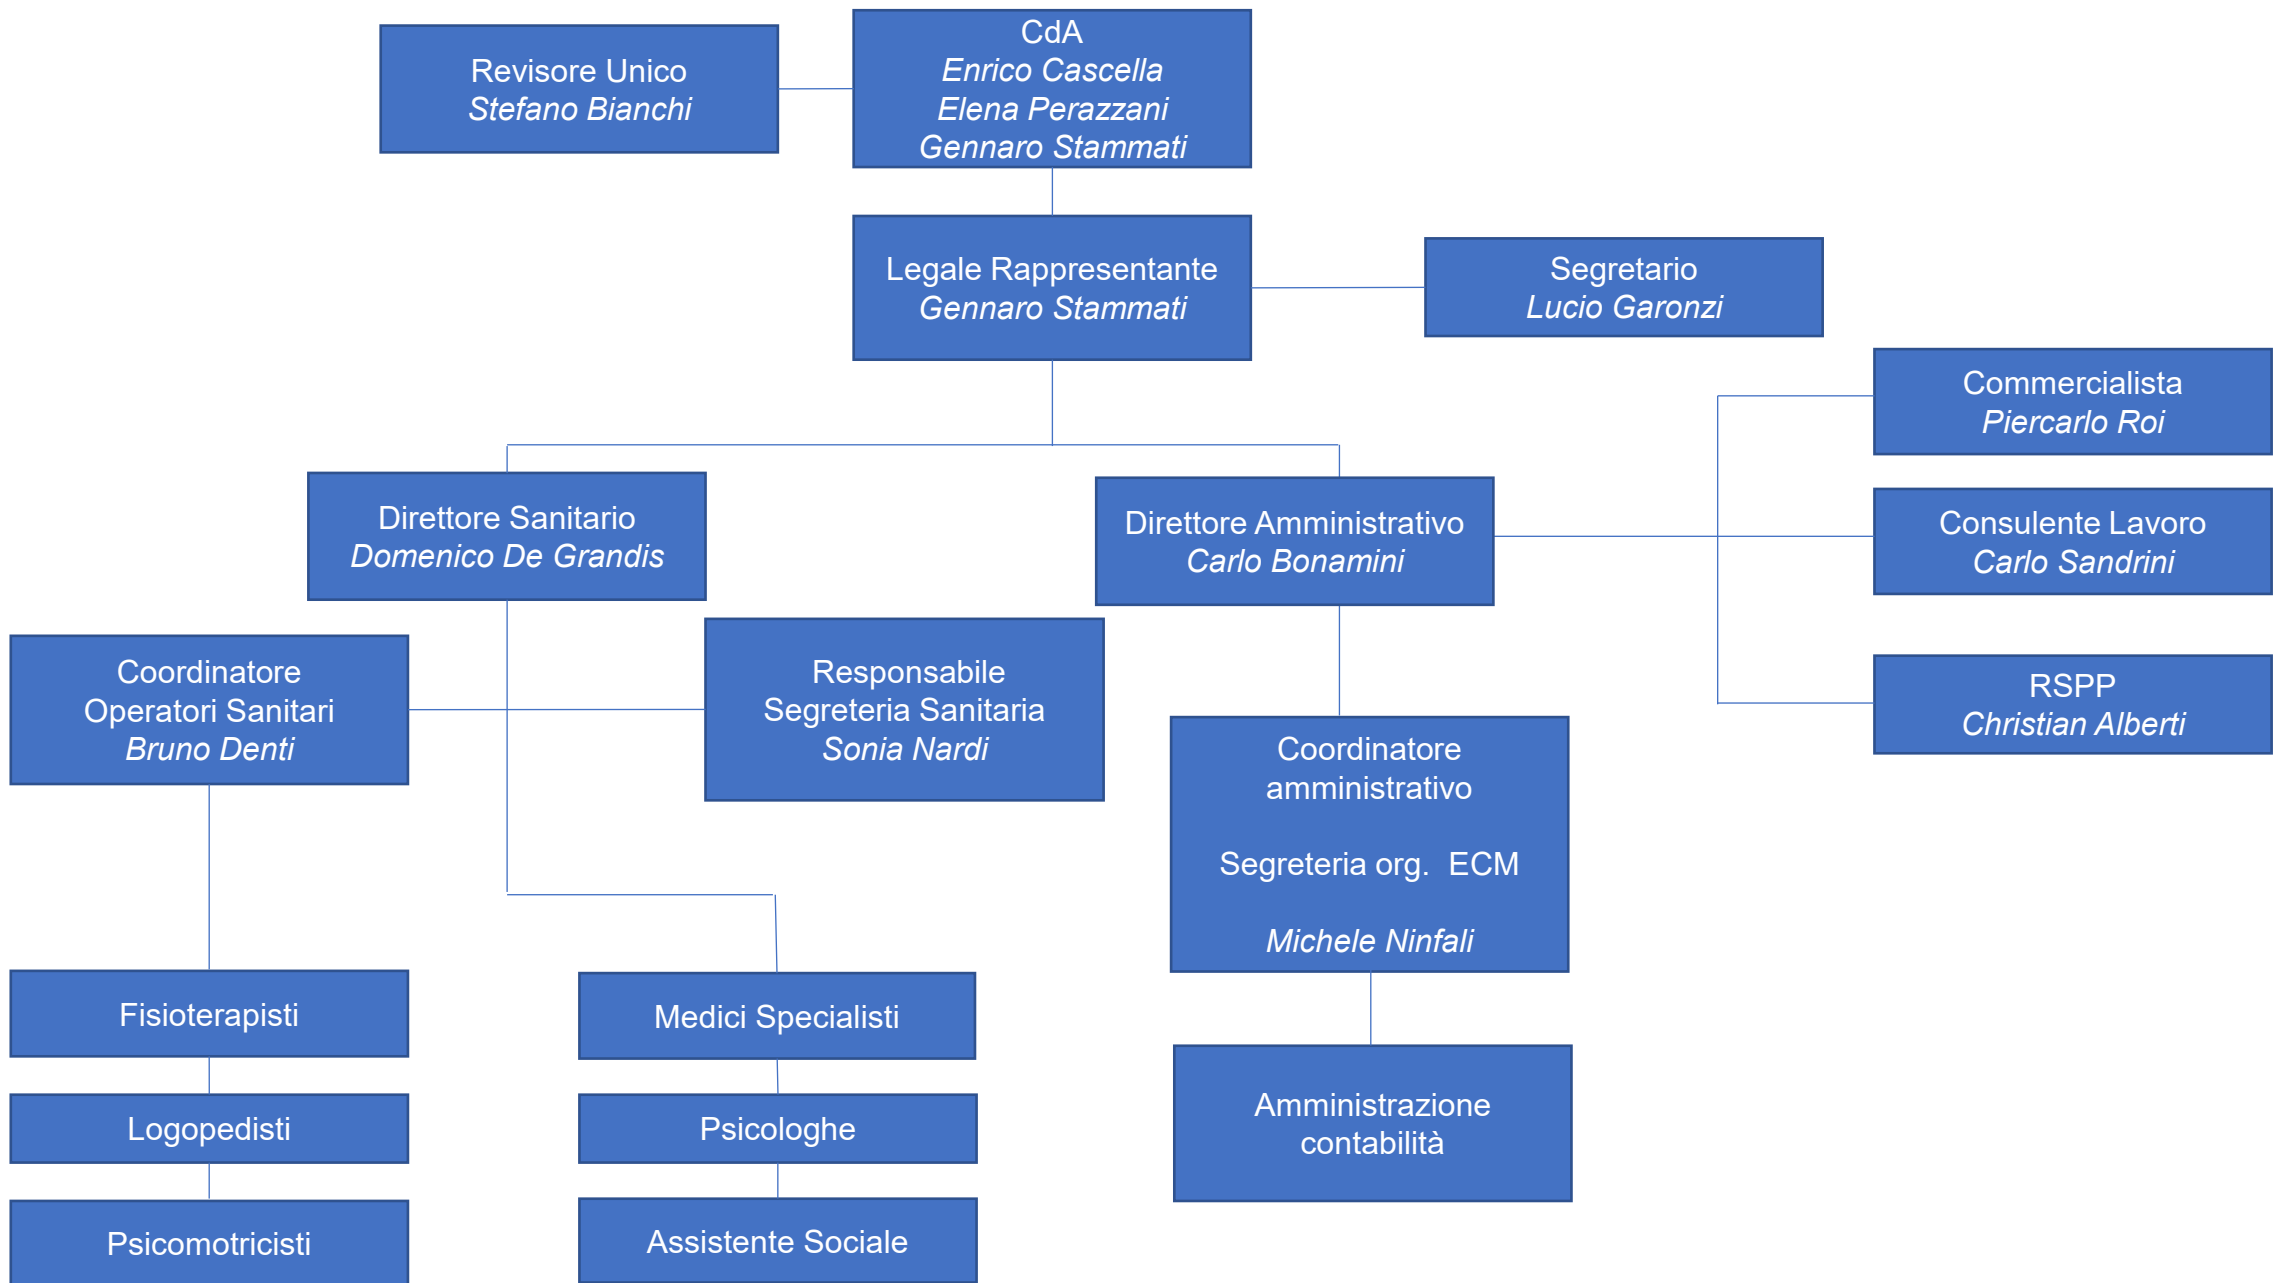 Revisore Unico
Stefano Bianchi
CdA
Enrico Cascella
Elena Perazzani
Gennaro Stammati
Legale Rappresentante
Gennaro Stammati
Segretario
Lucio Garonzi
Commercialista
Piercarlo Roi
Direttore Sanitario
Domenico De Grandis
Direttore Amministrativo
Carlo Bonamini
Consulente Lavoro
Carlo Sandrini
Coordinatore
Operatori Sanitari
Bruno Denti
Responsabile
Segreteria Sanitaria
Sonia Nardi
RSPP
Christian Alberti
Coordinatore
amministrativo
Segreteria org.  ECM
Michele Ninfali
Fisioterapisti
Medici Specialisti
Amministrazione
contabilità
Logopedisti
Psicologhe
Psicomotricisti
Assistente Sociale